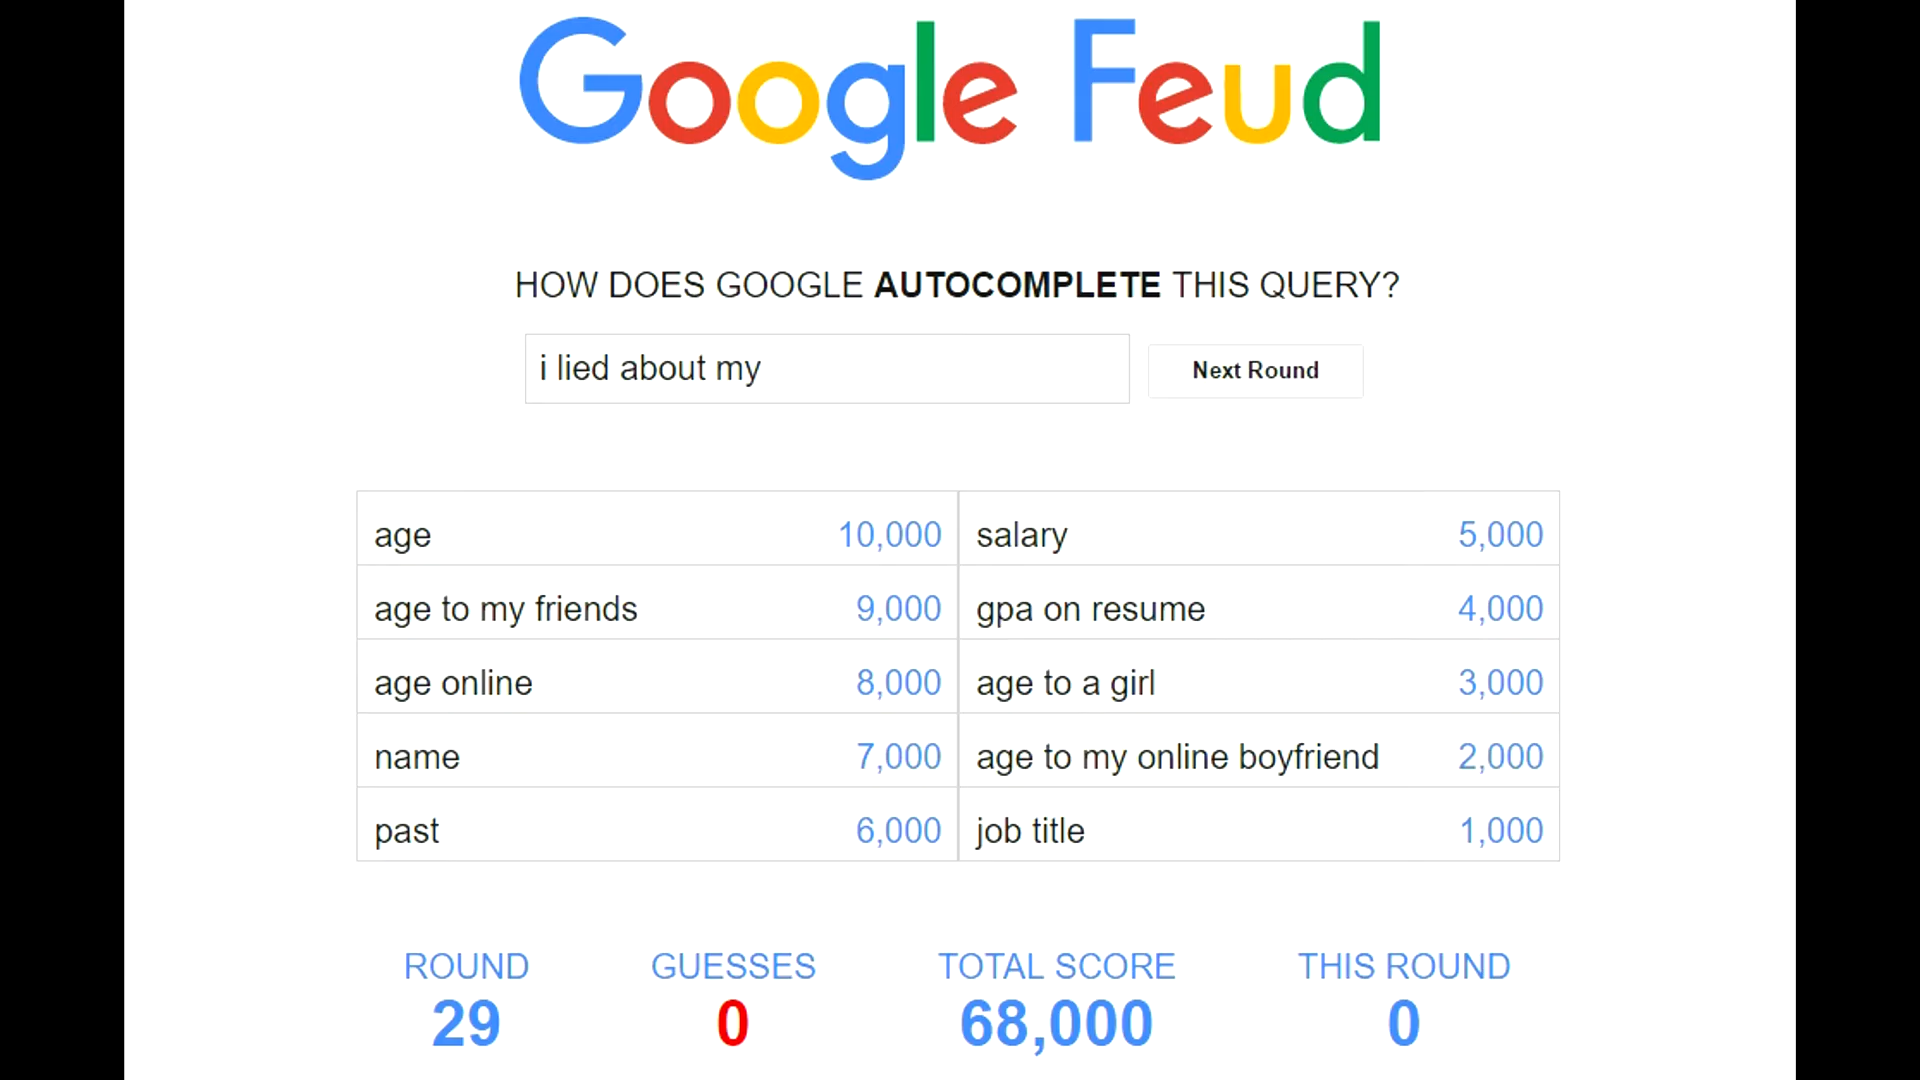 Google Feud
HOW DOES GOOGLE AUTOCOMPLETE THIS QUERY?
i lied about my
Next Round
age 10,000
salary 5,000
age to my friends 9,000
gpa on resume 4,000
age online 8,000
age to a girl 3,000
name 7,000
age to my online boyfriend 2,000
past 6,000
job title 1,000
ROUND GUESSES TOTAL SCORE THIS ROUND
29 0 68,000 0